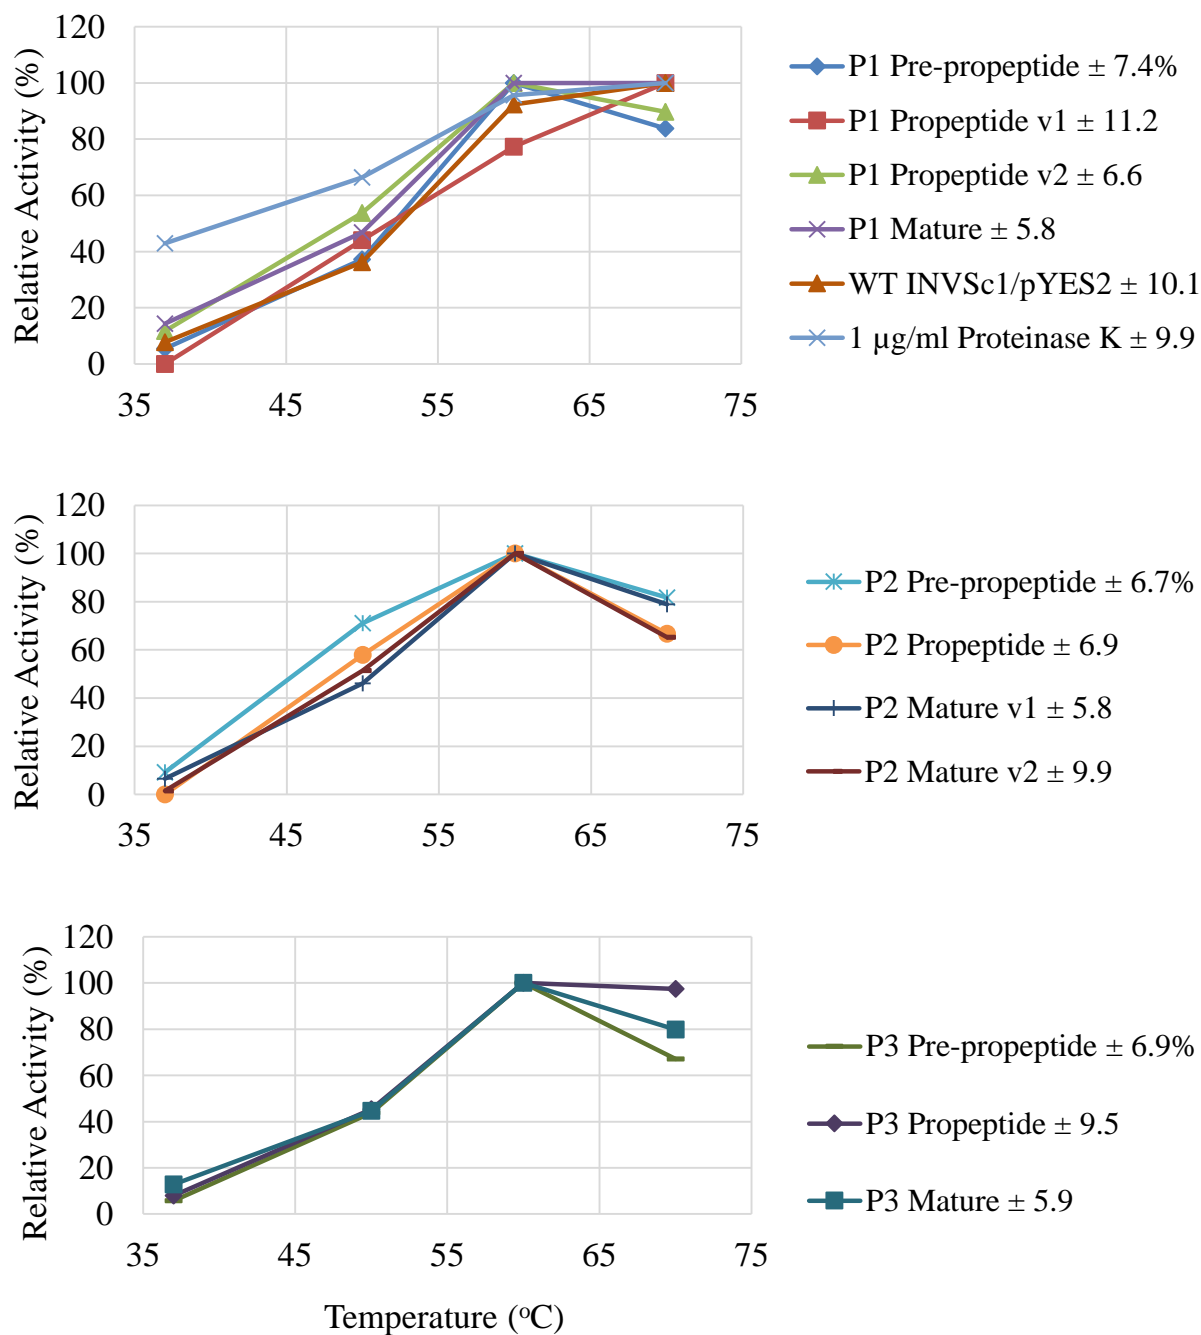 Relative Activity (%)
120
100
80
60
40
20
0
35 45 55 65 75
P1 Pre-propeptide ± 7.4%
P1 Propeptide v1 ± 11.2
P1 Propeptide v2 ± 6.6
P1 Mature ± 5.8
WT INVSc1/pYES2 ± 10.1
1 µg/ml Proteinase K ± 9.9
Relative Activity (%)
120
100
80
60
40
20
0
35 45 55 65 75
P2 Pre-propeptide ± 6.7%
P2 Propeptide ± 6.9
P2 Mature v1 ± 5.8
P2 Mature v2 ± 9.9
Relative Activity (%)
120
100
80
60
40
20
0
35 45 55 65 75
P3 Pre-propeptide ± 6.9%
P3 Propeptide ± 9.5
P3 Mature ± 5.9
Temperature (ºC)